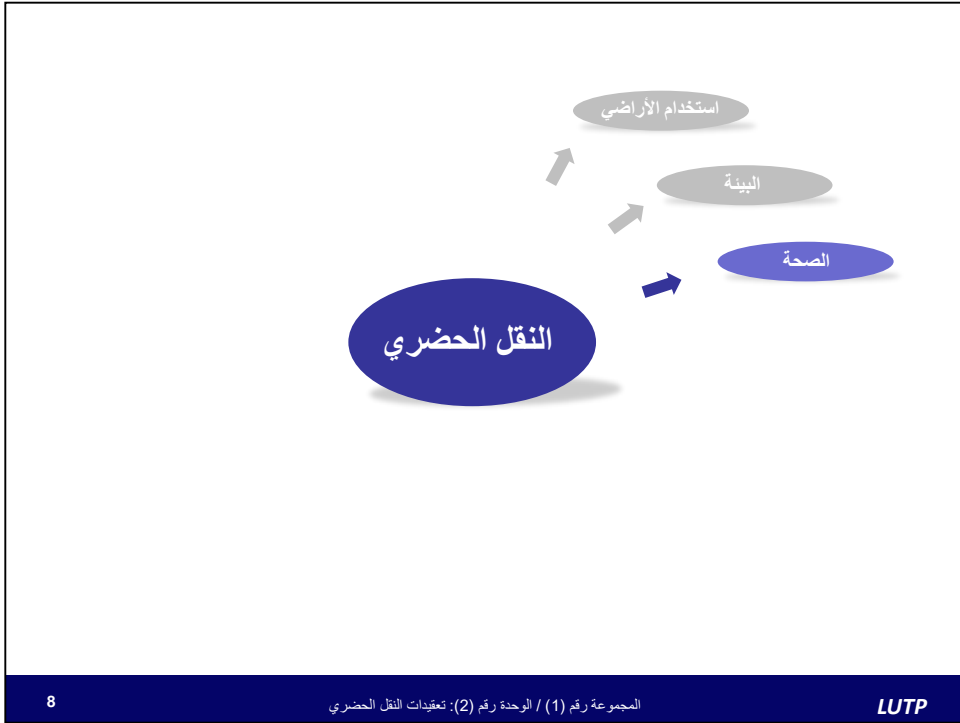 استخدام الأراضي
البيئة
الصحة
النقل الحضري
8
المجموعة رقم (1) / الوحدة رقم (2): تعقيدات النقل الحضري
LUTP